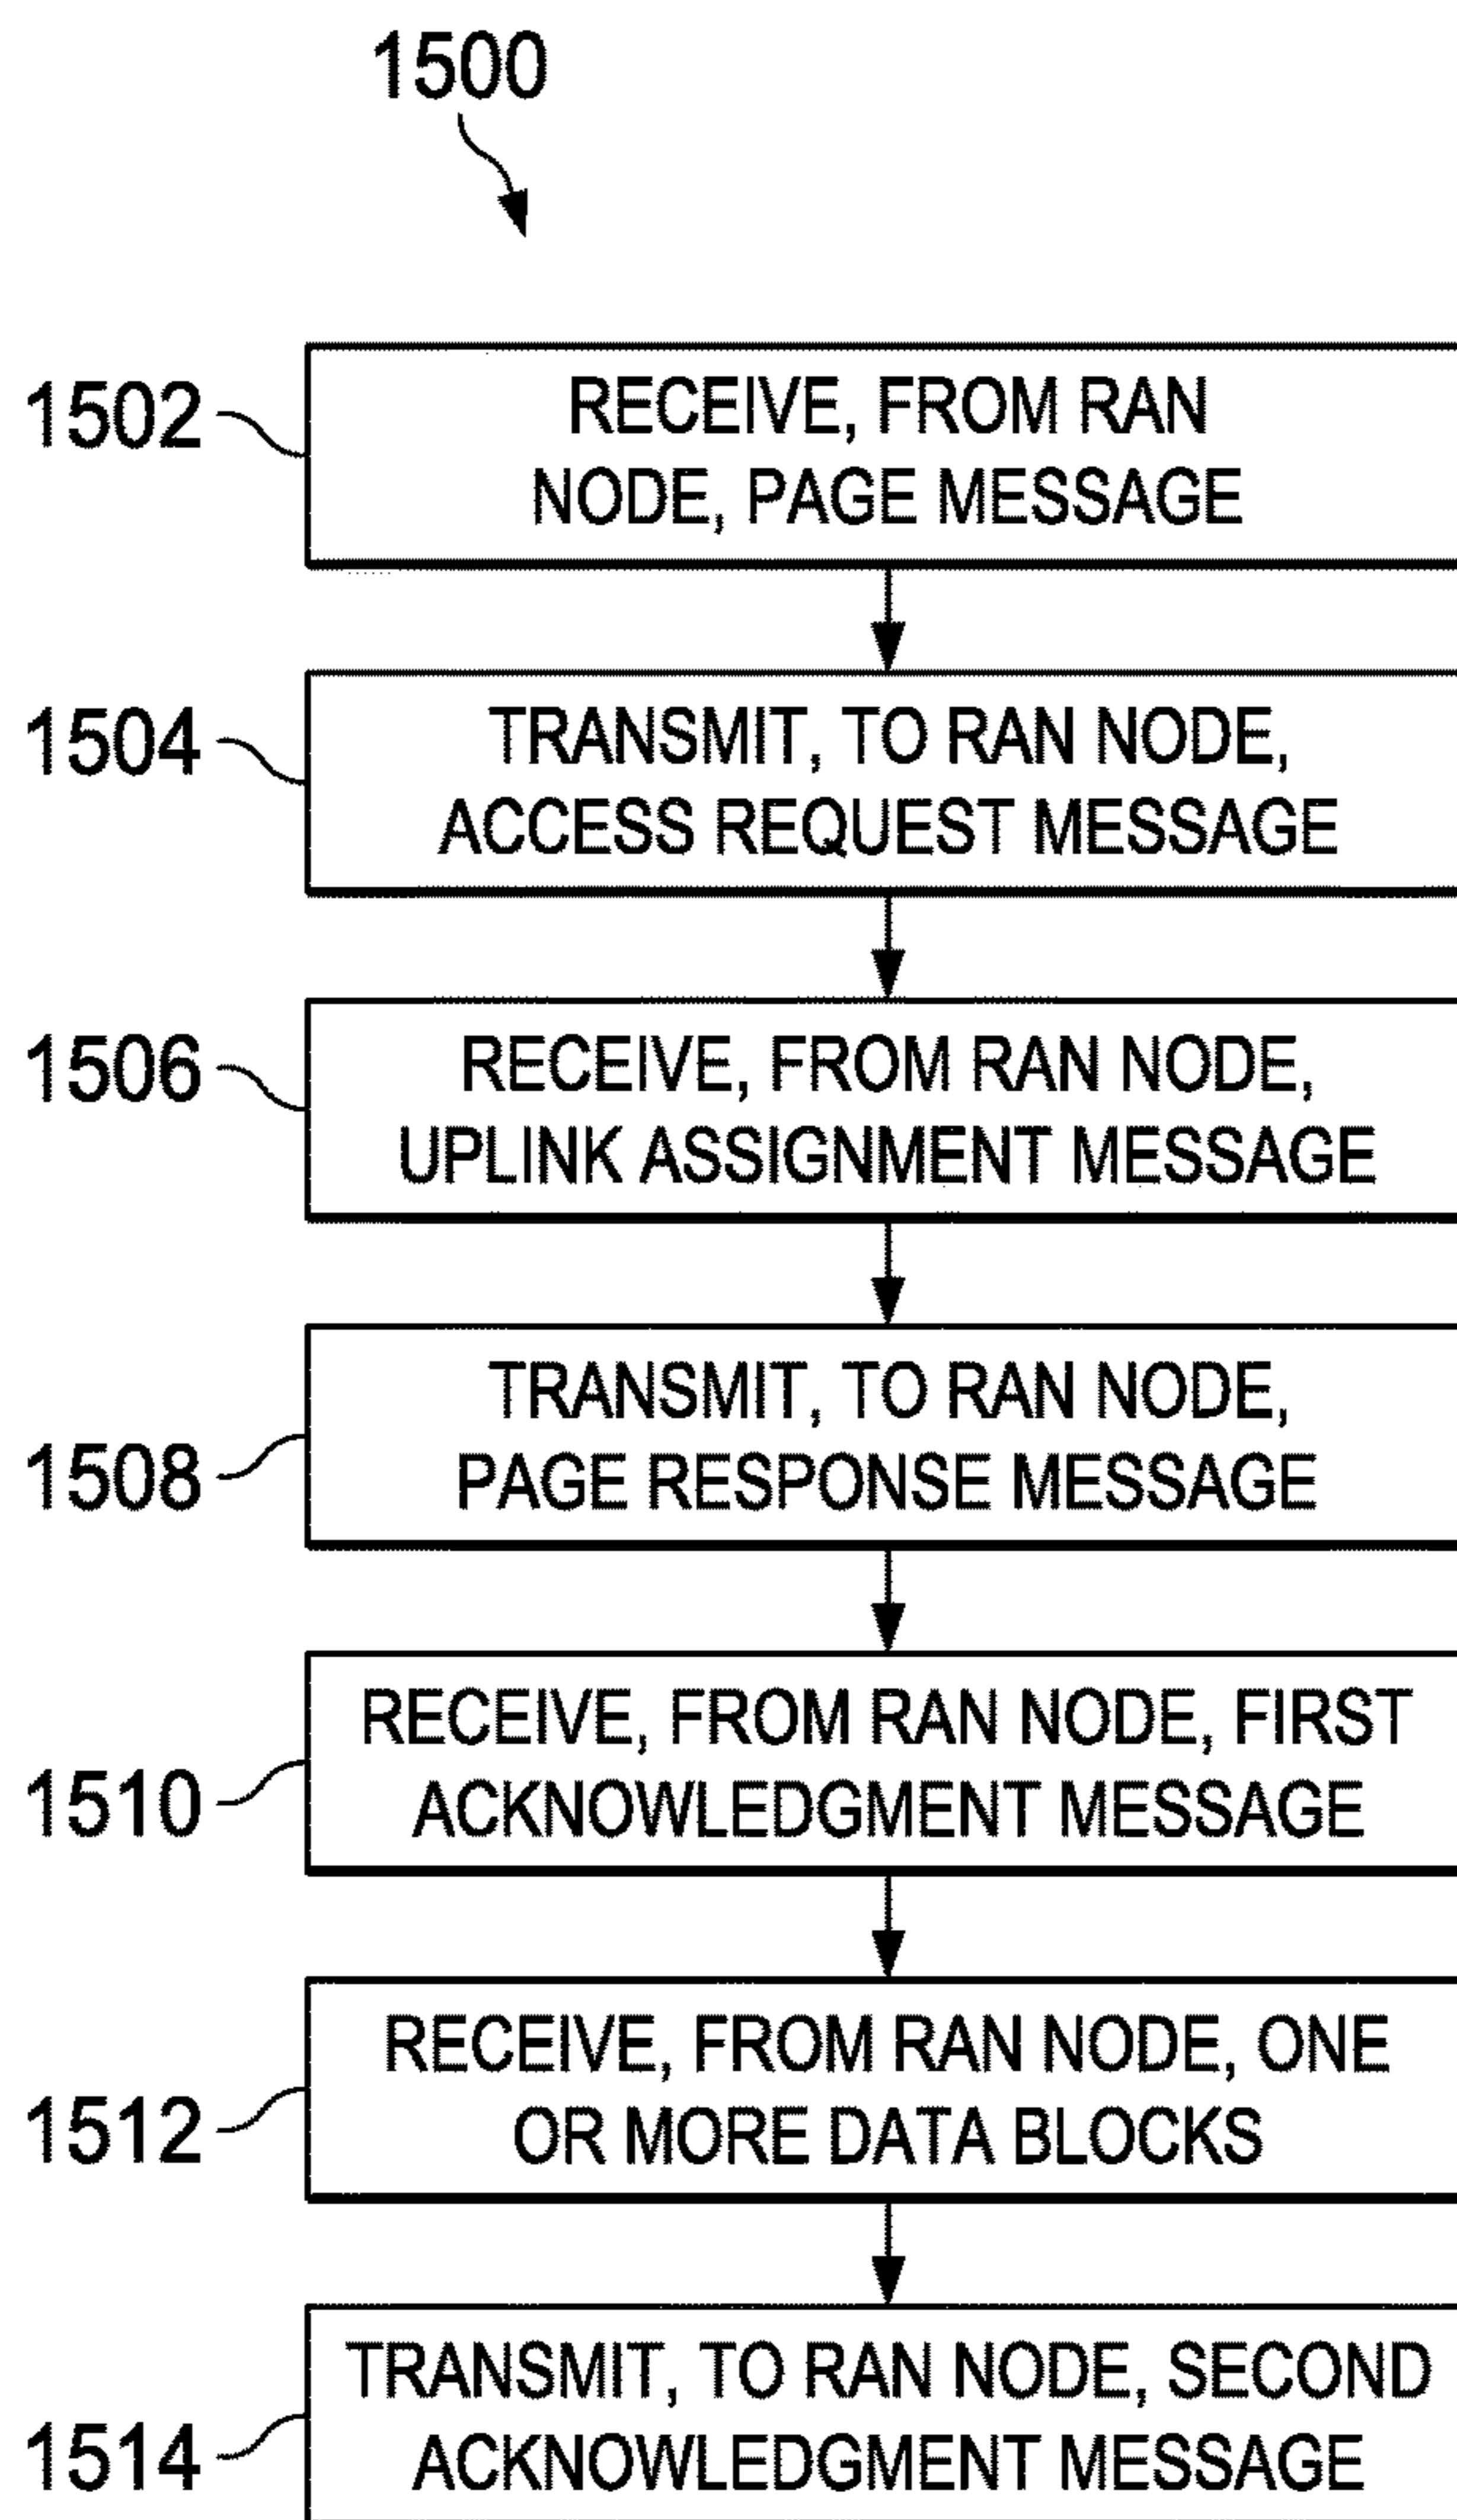 1500
1502
RECEIVE, FROM RAN
NODE, PAGE MESSAGE
1504
TRANSMIT, TO RAN NODE,
ACCESS REQUEST MESSAGE
1506
RECEIVE, FROM RAN NODE,
UPLINK ASSIGNMENT MESSAGE
1508
TRANSMIT, TO RAN NODE,
PAGE RESPONSE MESSAGE
1510
RECEIVE, FROM RAN NODE, FIRST
ACKNOWLEDGMENT MESSAGE
1512
RECEIVE, FROM RAN NODE, ONE
OR MORE DATA BLOCKS
1514
TRANSMIT, TO RAN NODE, SECOND
ACKNOWLEDGMENT MESSAGE